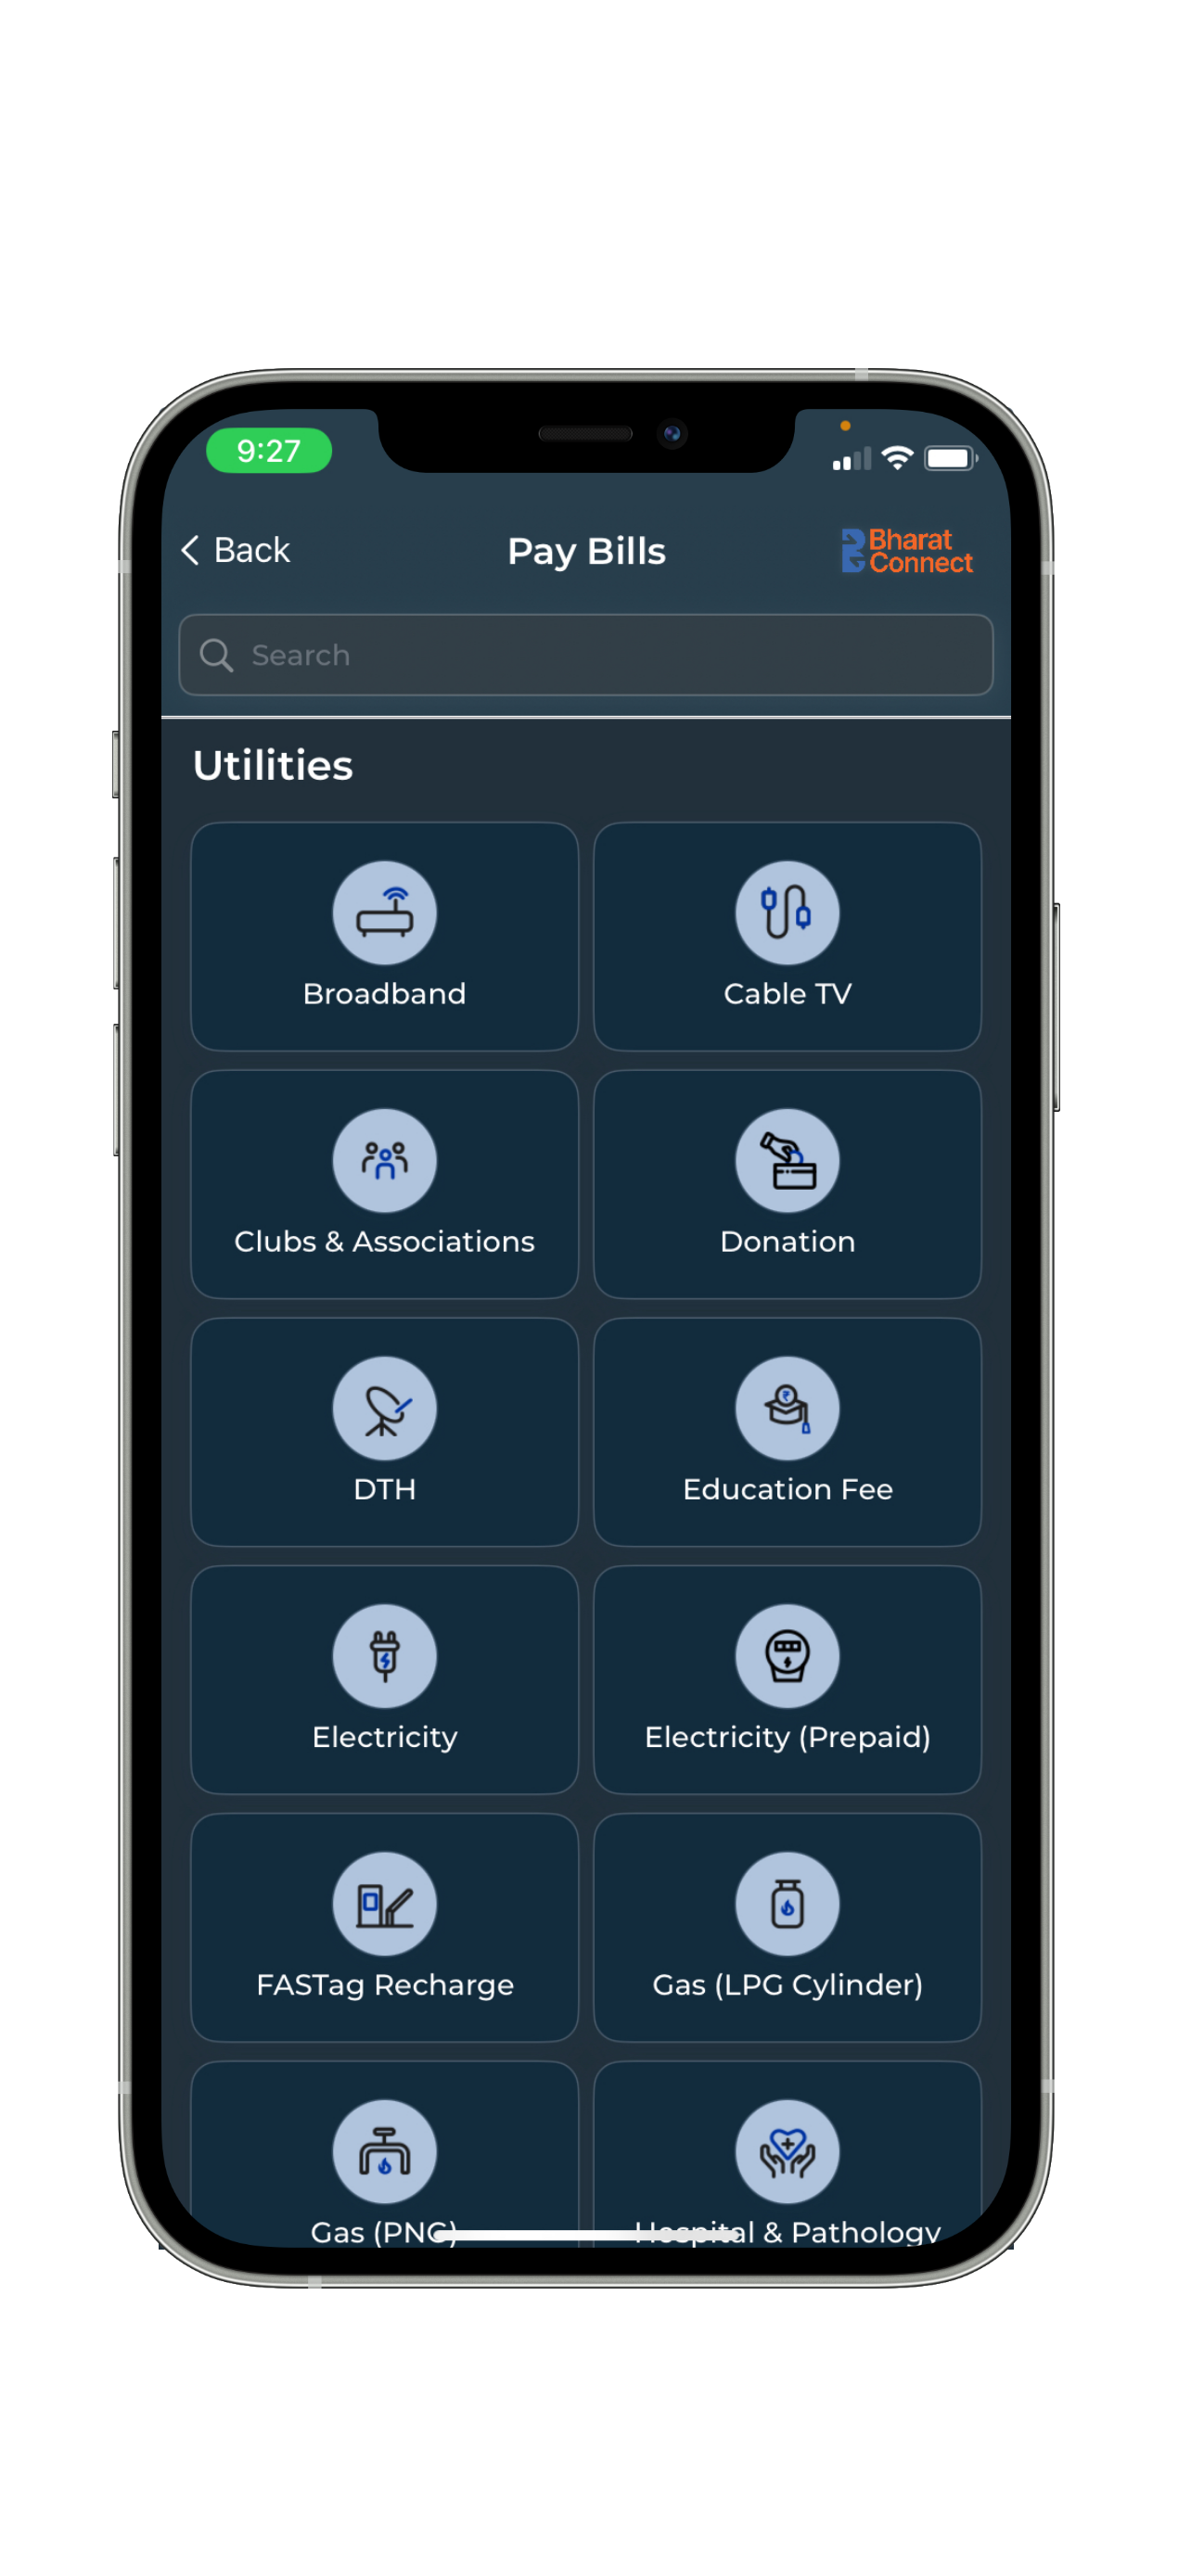 9:27
Back
Pay Bills
Bharat
Connect
Search
Utilities
Broadband
Cable TV
Clubs & Associations
Donation
DTH
Education Fee
Electricity
Electricity (Prepaid)
FASTag Recharge
Gas (LPG Cylinder)
Gas (PNG)
Hospital & Pathology